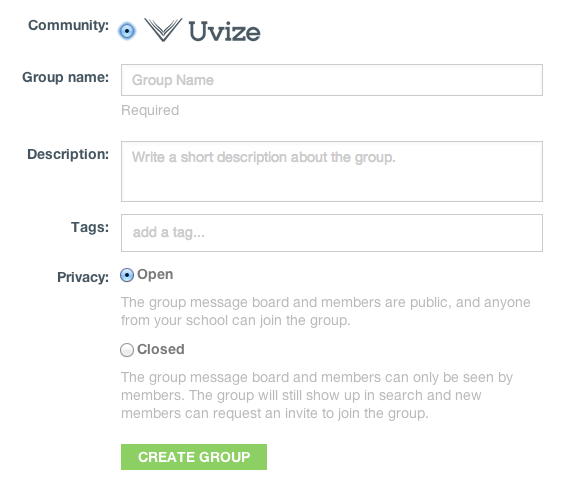 Community: Uvize
Group name: Group Name
Required
Description: Write a short description about the group.
Tags: add a tag...
Privacy: Open
The group message board and members are public, and anyone
from your school can join the group.
Closed
The group message board and members can only be seen by
members. The group will still show up in search and new
members can request an invite to join the group.
CREATE GROUP